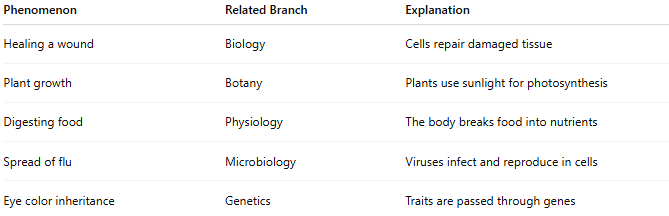 Phenomenon Related Branch Explanation
Healing a wound Biology Cells repair damaged tissue
Plant growth Botany Plants use sunlight for photosynthesis
Digesting food Physiology The body breaks food into nutrients
Spread of flu Microbiology Viruses infect and reproduce in cells
Eye color inheritance Genetics Traits are passed through genes